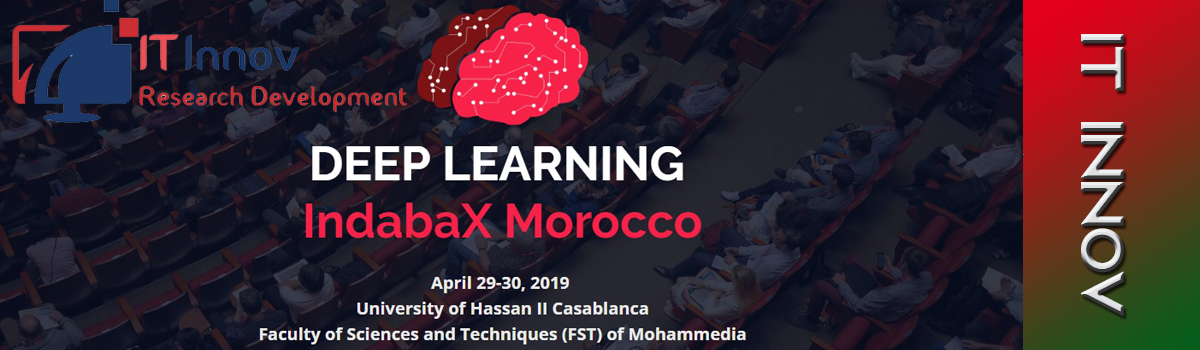 IT Innov
Research Development
DEEP LEARNING
IndabaX Morocco
April 29-30, 2019
University of Hassan II Casablanca
Faculty of Sciences and Techniques (FST) of Mohammedia
IT INNOV